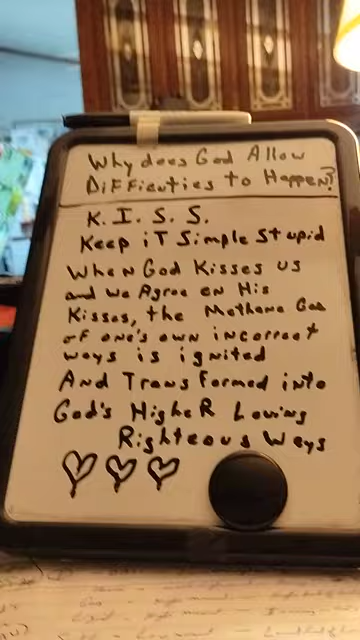 Why does God Allow
Difficulties to Happen?
K. I. S. S.
Keep iT Simple Stupid
When God Kisses us
and we Agree on His
Kisses, the Methane Gas
of one's own incorrect
ways is ignited
And Transformed into
God's HigheR Loving
Righteous Ways